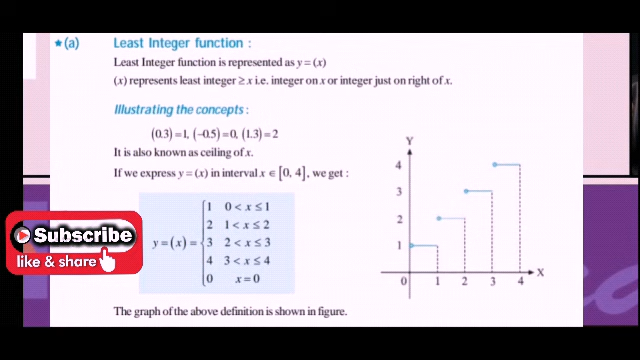 ★(a) Least Integer function :
Least Integer function is represented as y = (x)
(x) represents least integer ≥ x i.e. integer on x or integer just on right of x.
Illustrating the concepts :
(0.3) = 1, (−0.5) = 0, (1.3) = 2
It is also known as ceiling of x.
If we express y = (x) in interval x ∈ [0, 4], we get :
1 0 < x ≤ 1
2 1 < x ≤ 2
y = (x) = { 3 2 < x ≤ 3
4 3 < x ≤ 4
0 x = 0
Y
4
3
2
1
0 1 2 3 4 X
The graph of the above definition is shown in figure.
Subscribe
like & share